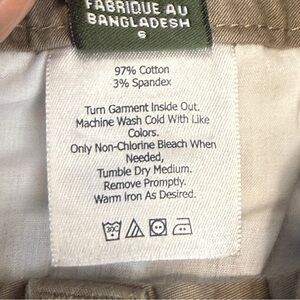 FABRIQUE AU
BANGLADESH
6
97% Cotton
3% Spandex
Turn Garment Inside Out.
Machine Wash Cold With Like
Colors.
Only Non-Chlorine Bleach When
Needed,
Tumble Dry Medium.
Remove Promptly.
Warm Iron As Desired.